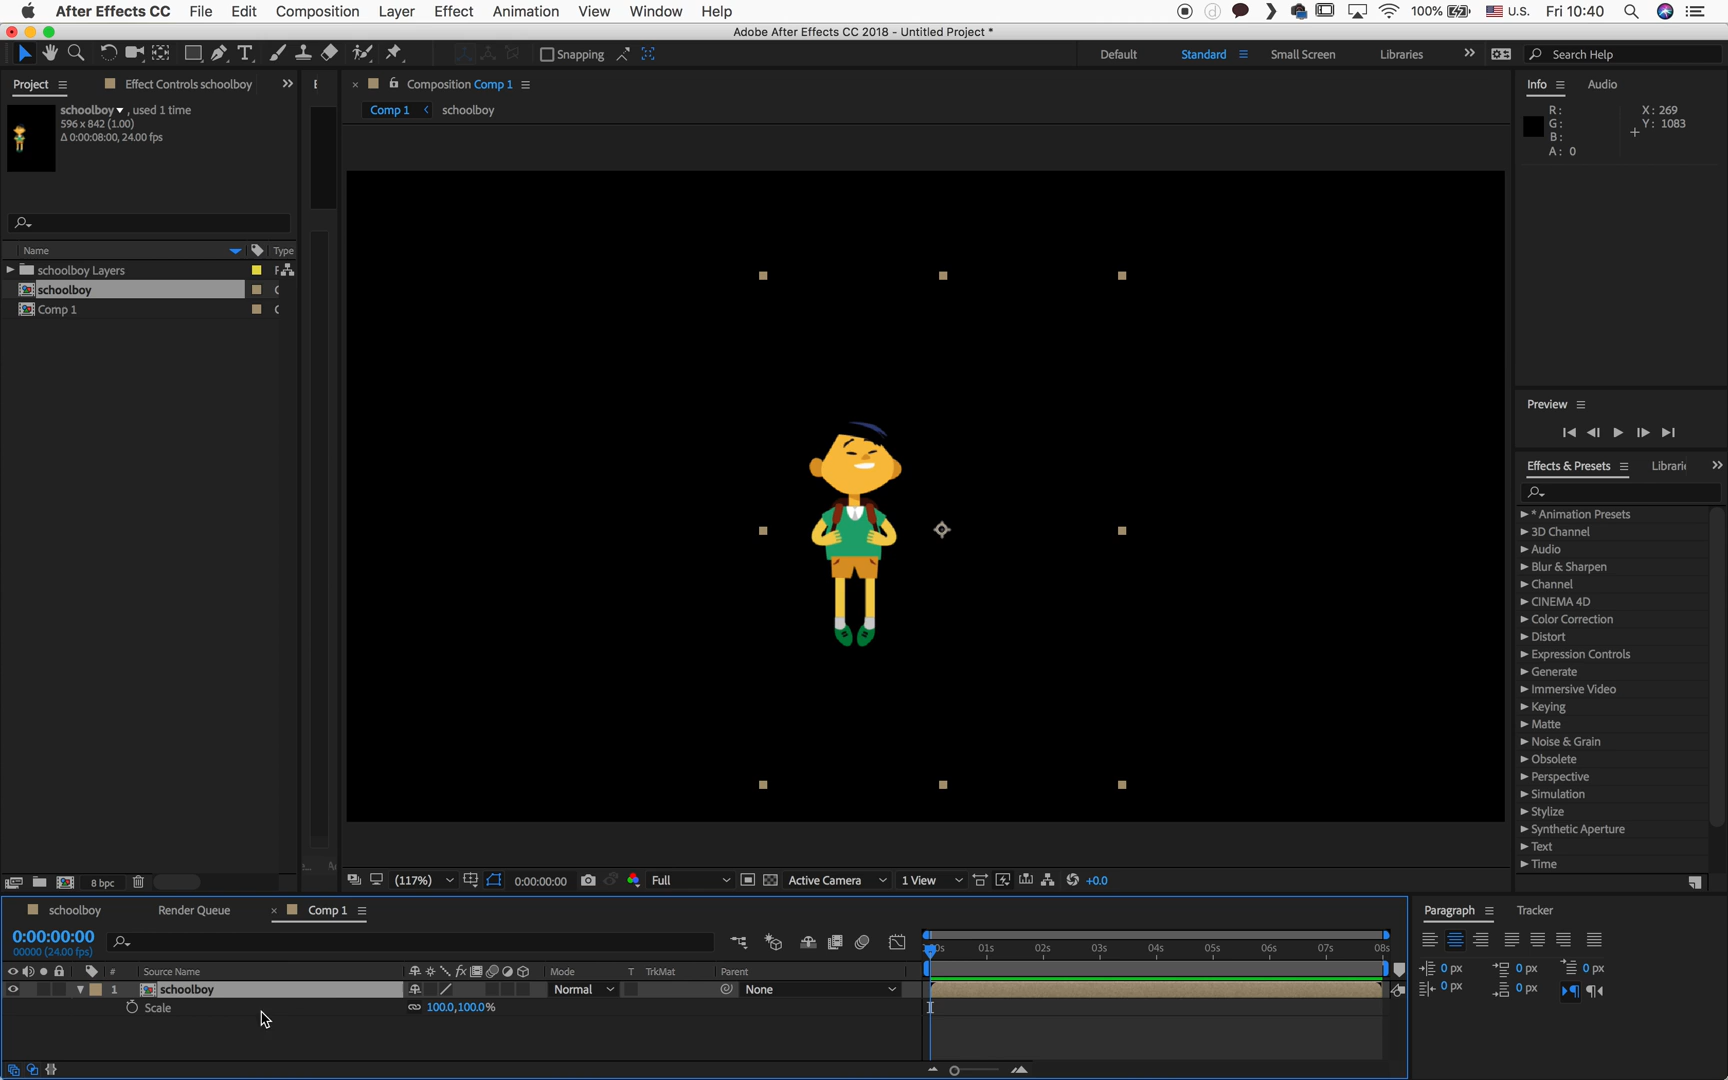 After Effects CC File Edit Composition Layer Effect Animation View Window Help 100% U.S. Fri 10:40
Adobe After Effects CC 2018 - Untitled Project *
Snapping Default Standard Small Screen Libraries Search Help
Project Effect Controls schoolboy
schoolboy , used 1 time
596 x 842 (1.00)
Δ 0:00:08:00, 24.00 fps
Name Type
schoolboy Layers
schoolboy
Comp 1
8 bpc
Composition Comp 1
Comp 1 schoolboy
(117%) 0:00:00:00 Full Active Camera 1 View +0.0
Info Audio
R: X: 269
G: Y: 1083
B:
A: 0
Preview
Effects & Presets Librari
* Animation Presets
3D Channel
Audio
Blur & Sharpen
Channel
CINEMA 4D
Color Correction
Distort
Expression Controls
Generate
Immersive Video
Keying
Matte
Noise & Grain
Obsolete
Perspective
Simulation
Stylize
Synthetic Aperture
Text
Time
schoolboy Render Queue Comp 1
0:00:00:00
00000 (24.00 fps)
01s 02s 03s 04s 05s 06s 07s 08s
# Source Name Mode T TrkMat Parent
1 schoolboy Normal None
Scale 100.0,100.0%
Paragraph Tracker
0 px 0 px 0 px
0 px 0 px